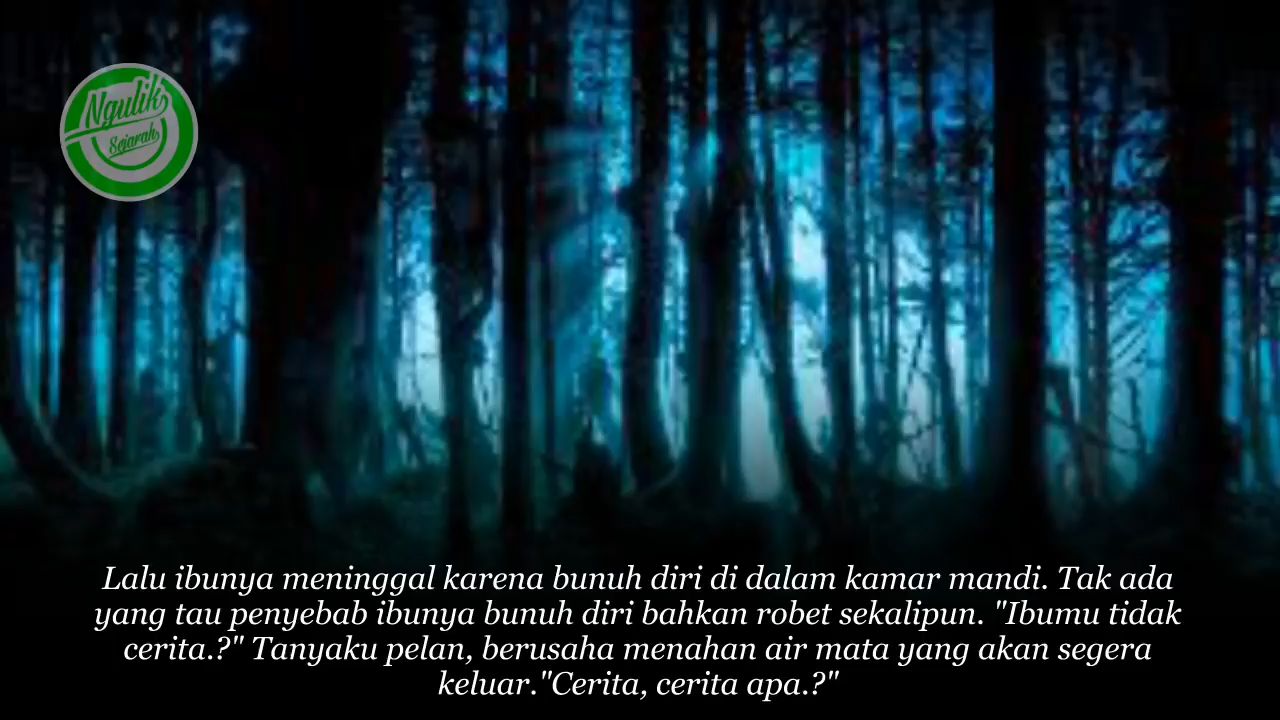 Ngulik
Sejarah
Lalu ibunya meninggal karena bunuh diri di dalam kamar mandi. Tak ada
yang tau penyebab ibunya bunuh diri bahkan robet sekalipun. "Ibumu tidak
cerita.?" Tanyaku pelan, berusaha menahan air mata yang akan segera
keluar."Cerita, cerita apa.?"